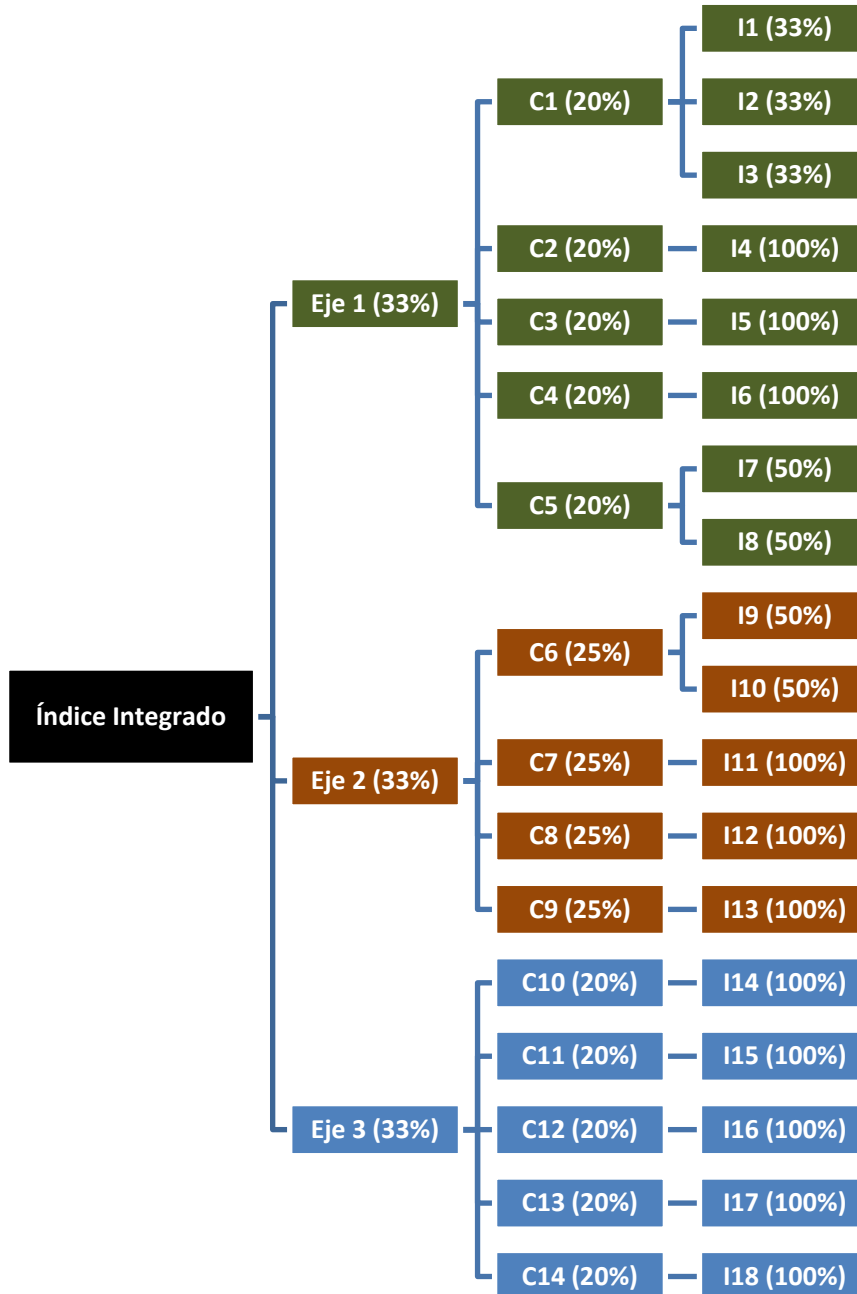 Índice Integrado
Eje 1 (33%)
C1 (20%)
I1 (33%)
I2 (33%)
I3 (33%)
C2 (20%)
I4 (100%)
C3 (20%)
I5 (100%)
C4 (20%)
I6 (100%)
C5 (20%)
I7 (50%)
I8 (50%)
Eje 2 (33%)
C6 (25%)
I9 (50%)
I10 (50%)
C7 (25%)
I11 (100%)
C8 (25%)
I12 (100%)
C9 (25%)
I13 (100%)
Eje 3 (33%)
C10 (20%)
I14 (100%)
C11 (20%)
I15 (100%)
C12 (20%)
I16 (100%)
C13 (20%)
I17 (100%)
C14 (20%)
I18 (100%)